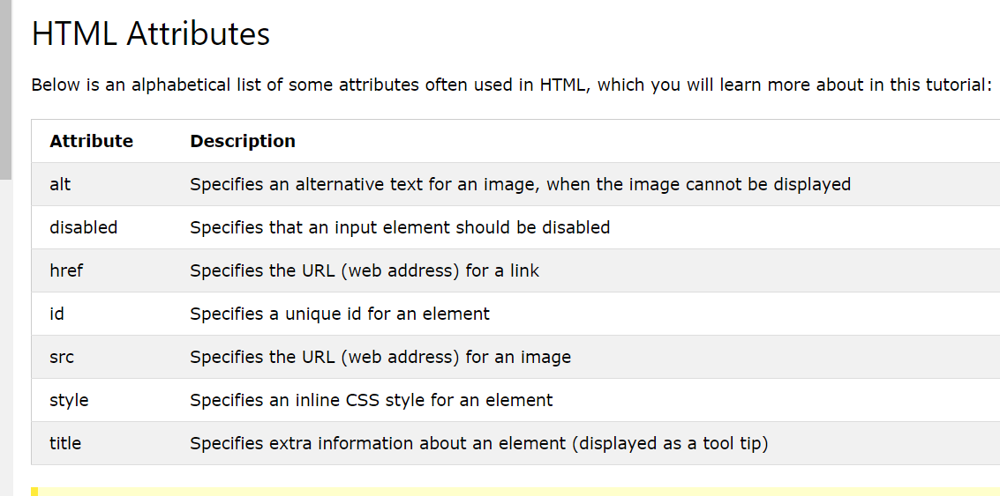 HTML Attributes
Below is an alphabetical list of some attributes often used in HTML, which you will learn more about in this tutorial:
Attribute Description
alt Specifies an alternative text for an image, when the image cannot be displayed
disabled Specifies that an input element should be disabled
href Specifies the URL (web address) for a link
id Specifies a unique id for an element
src Specifies the URL (web address) for an image
style Specifies an inline CSS style for an element
title Specifies extra information about an element (displayed as a tool tip)